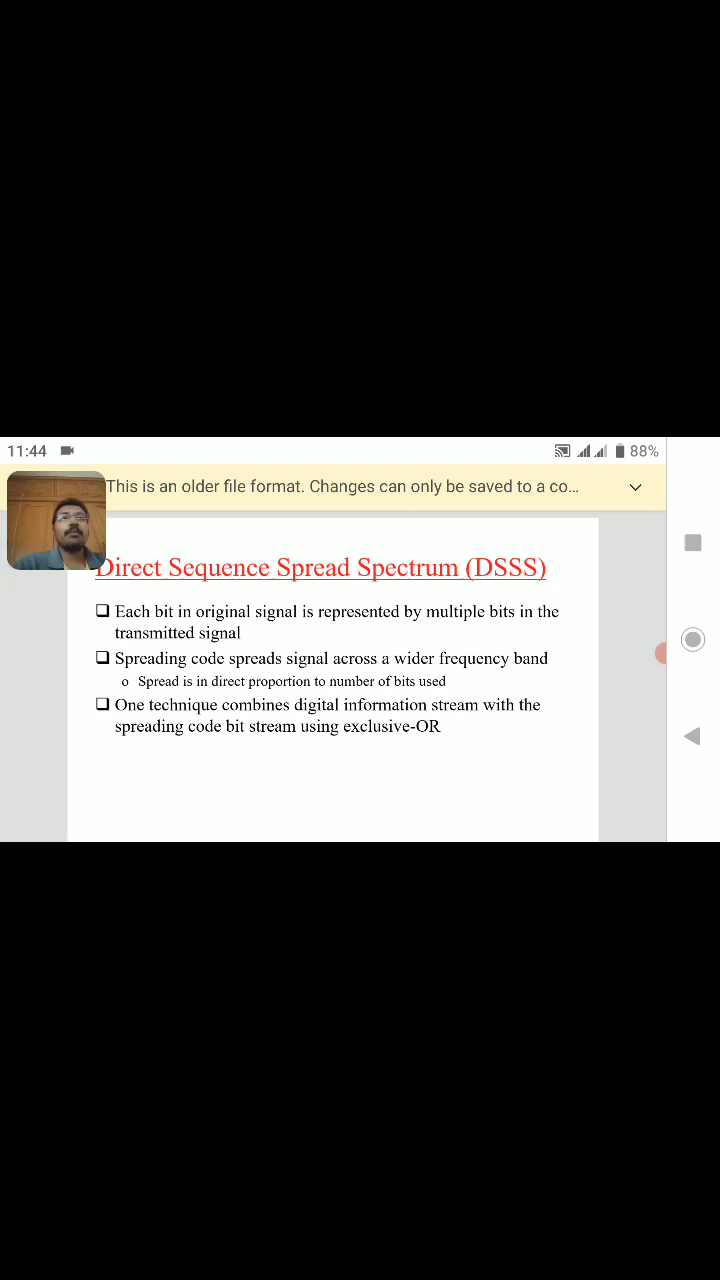 11:44
88%
This is an older file format. Changes can only be saved to a co...
Direct Sequence Spread Spectrum (DSSS)
❑ Each bit in original signal is represented by multiple bits in the
transmitted signal
❑ Spreading code spreads signal across a wider frequency band
o Spread is in direct proportion to number of bits used
❑ One technique combines digital information stream with the
spreading code bit stream using exclusive-OR